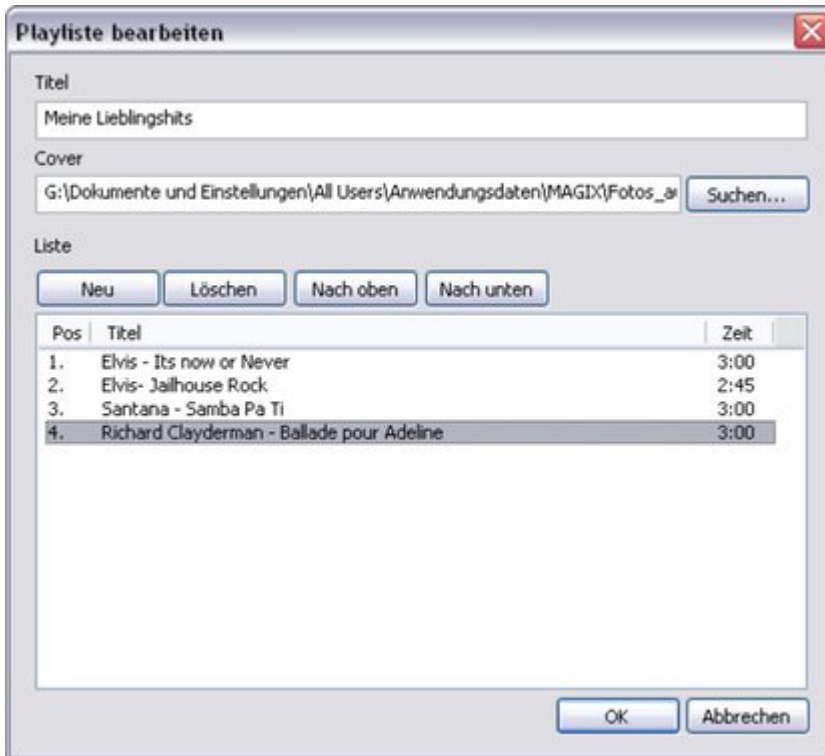 Playliste bearbeiten
Titel
Meine Lieblingshits
Cover
G:\Dokumente und Einstellungen\All Users\Anwendungsdaten\MAGIX\Fotos_a Suchen...
Liste
Neu Löschen Nach oben Nach unten
Pos Titel Zeit
1. Elvis - Its now or Never 3:00
2. Elvis- Jailhouse Rock 2:45
3. Santana - Samba Pa Ti 3:00
4. Richard Clayderman - Ballade pour Adeline 3:00
OK Abbrechen